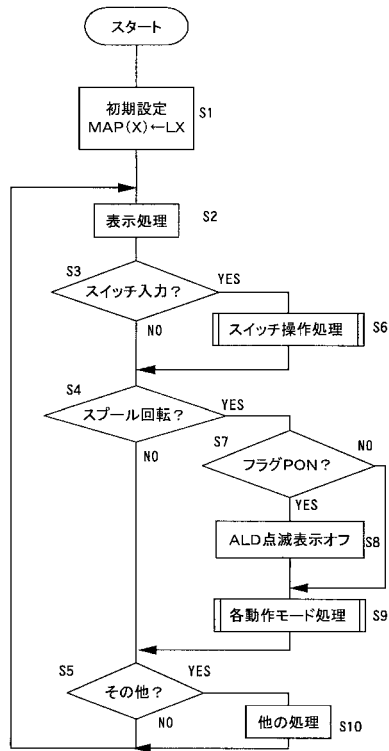 スタート
初期設定
MAP(X)←LX
S1
表示処理
S2
S3
スイッチ入力？
YES
NO
スイッチ操作処理
S6
S4
スプール回転？
YES
NO
S7
フラグPON？
NO
YES
ALD点滅表示オフ
S8
各動作モード処理
S9
S5
その他？
YES
NO
他の処理
S10